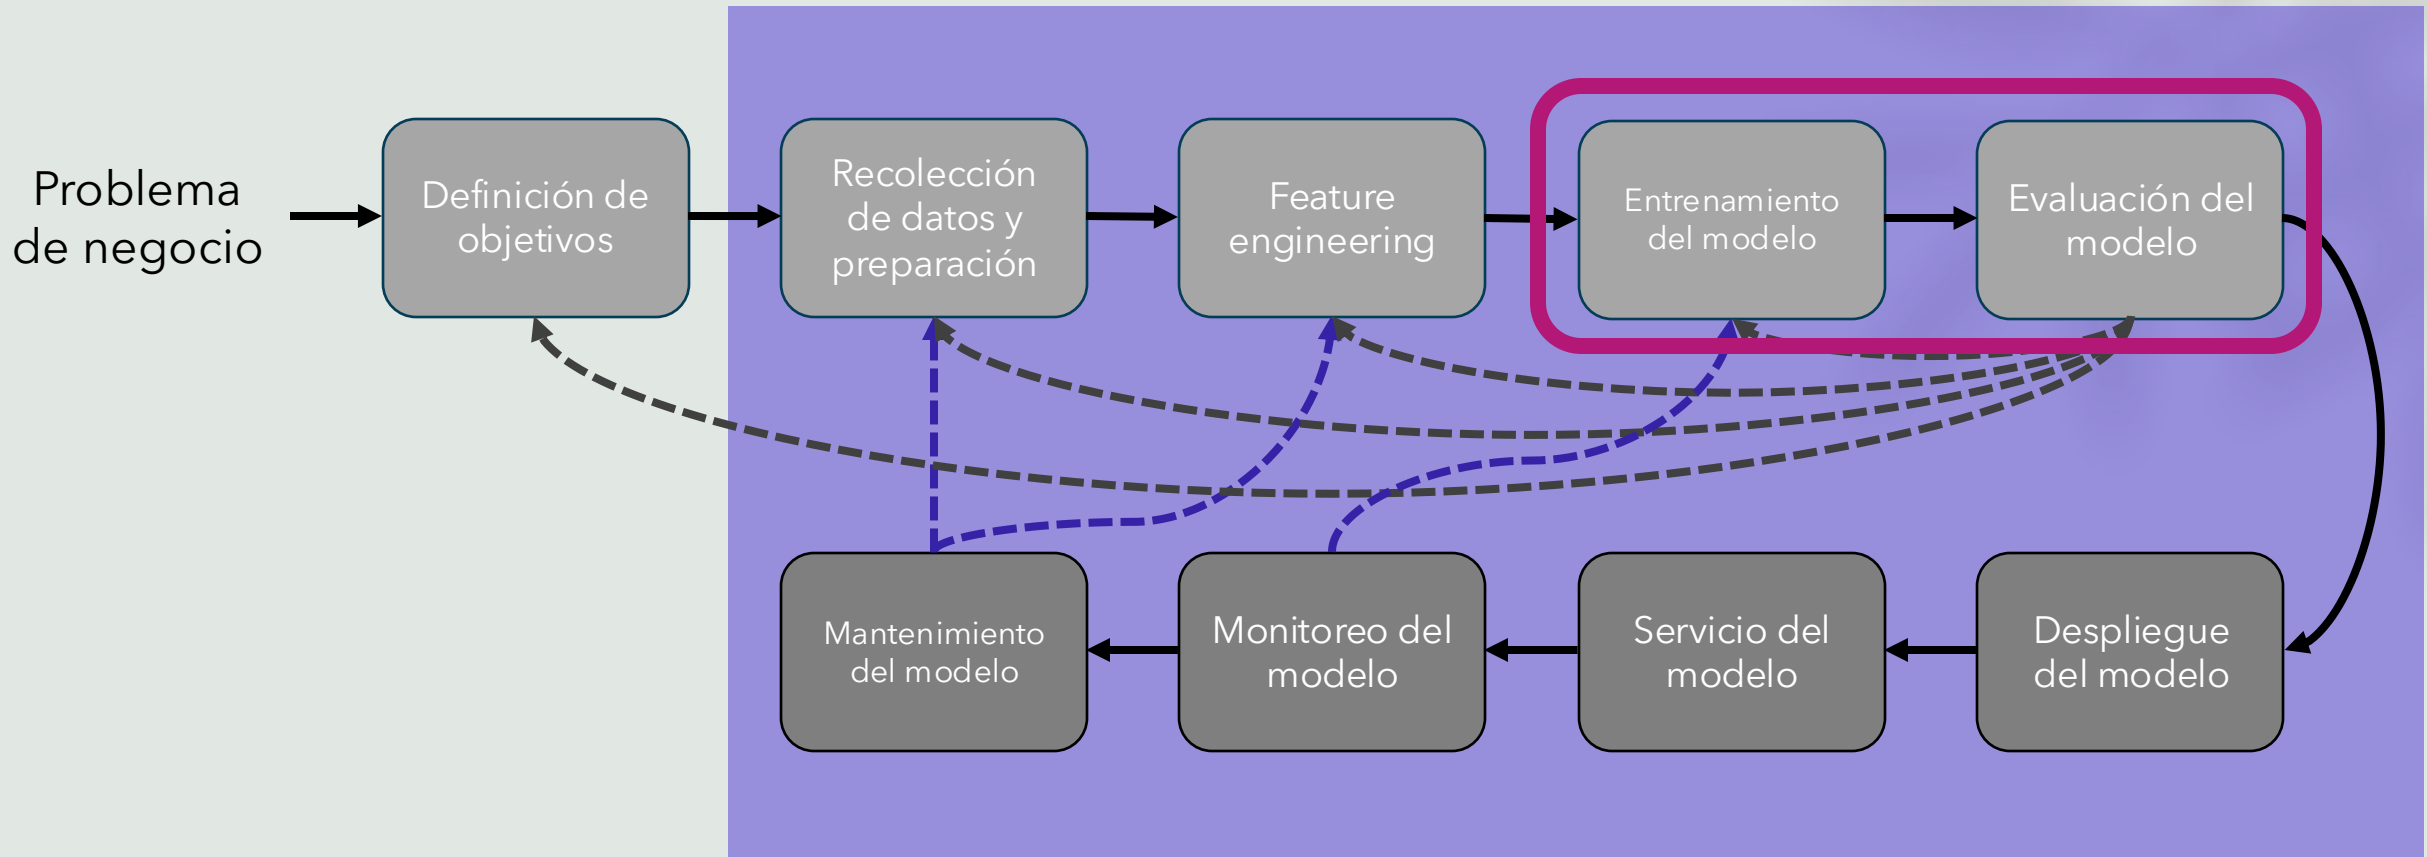 Problema
de negocio
Definición de
objetivos
Recolección
de datos y
preparación
Feature
engineering
Entrenamiento
del modelo
Evaluación del
modelo
Mantenimiento
del modelo
Monitoreo del
modelo
Servicio del
modelo
Despliegue
del modelo